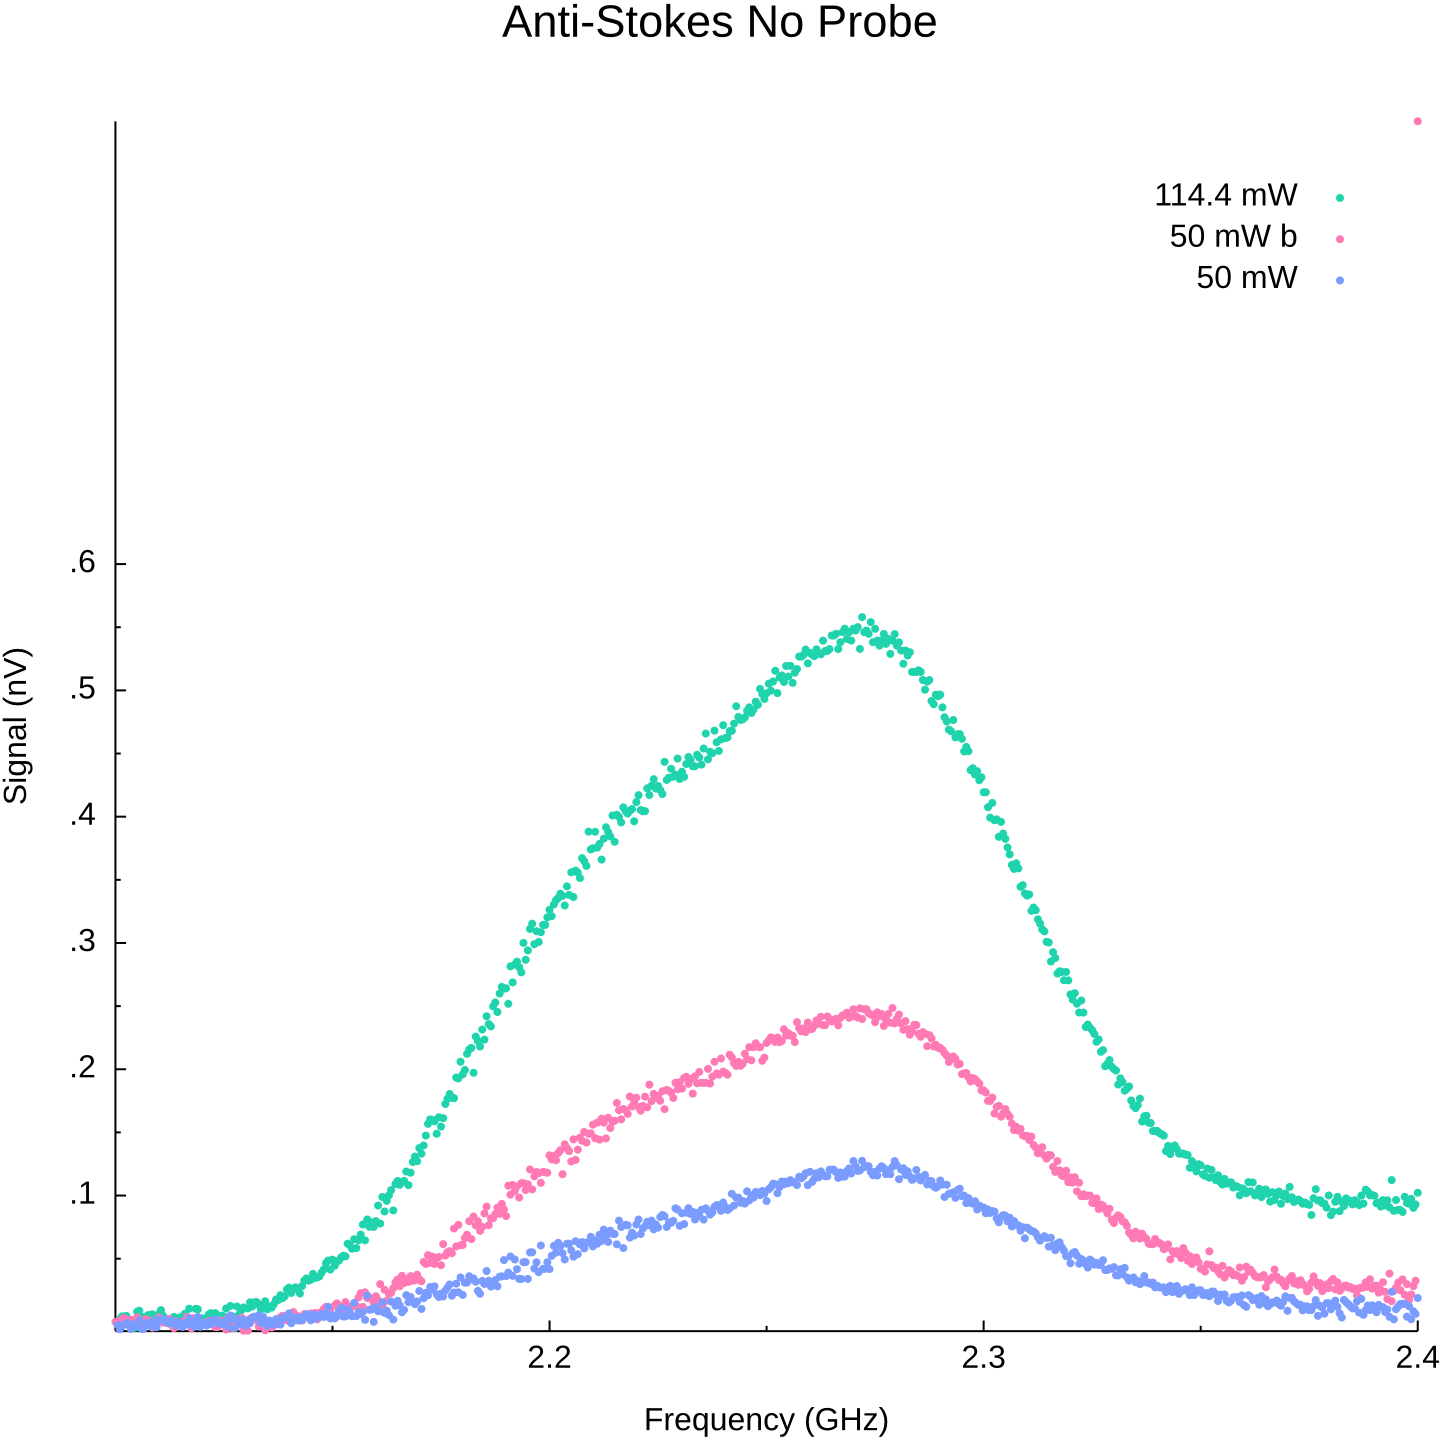 Anti-Stokes No Probe
114.4 mW
50 mW b
50 mW
.6
.5
.4
.3
.2
.1
Signal (nV)
2.2
2.3
2.4
Frequency (GHz)